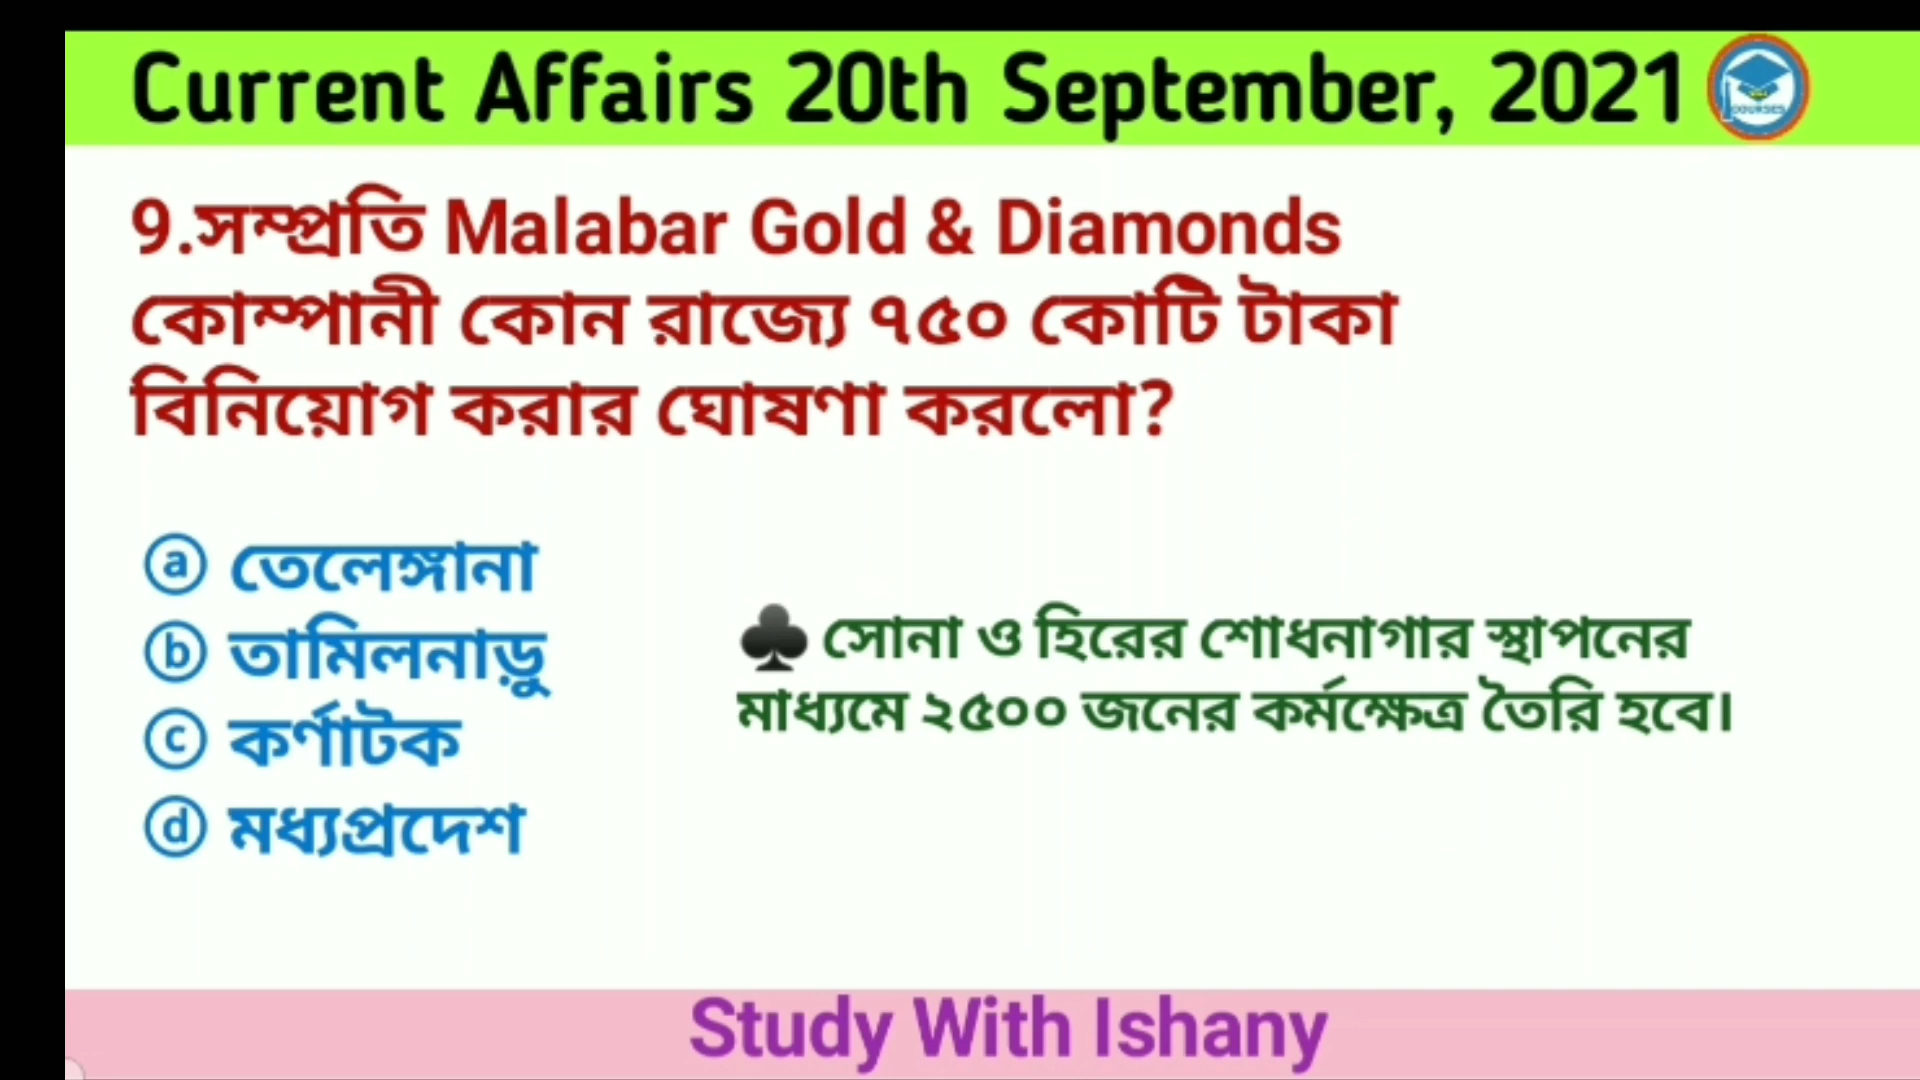 Current Affairs 20th September, 2021
COURSES
9.সম্প্রতি Malabar Gold & Diamonds
কোম্পানী কোন রাজ্যে ৭৫০ কোটি টাকা
বিনিয়োগ করার ঘোষণা করলো?
ⓐ তেলেঙ্গানা
ⓑ তামিলনাড়ু
ⓒ কর্ণাটক
ⓓ মধ্যপ্রদেশ
♣ সোনা ও হিরের শোধনাগার স্থাপনের
মাধ্যমে ২৫০০ জনের কর্মক্ষেত্র তৈরি হবে।
Study With Ishany